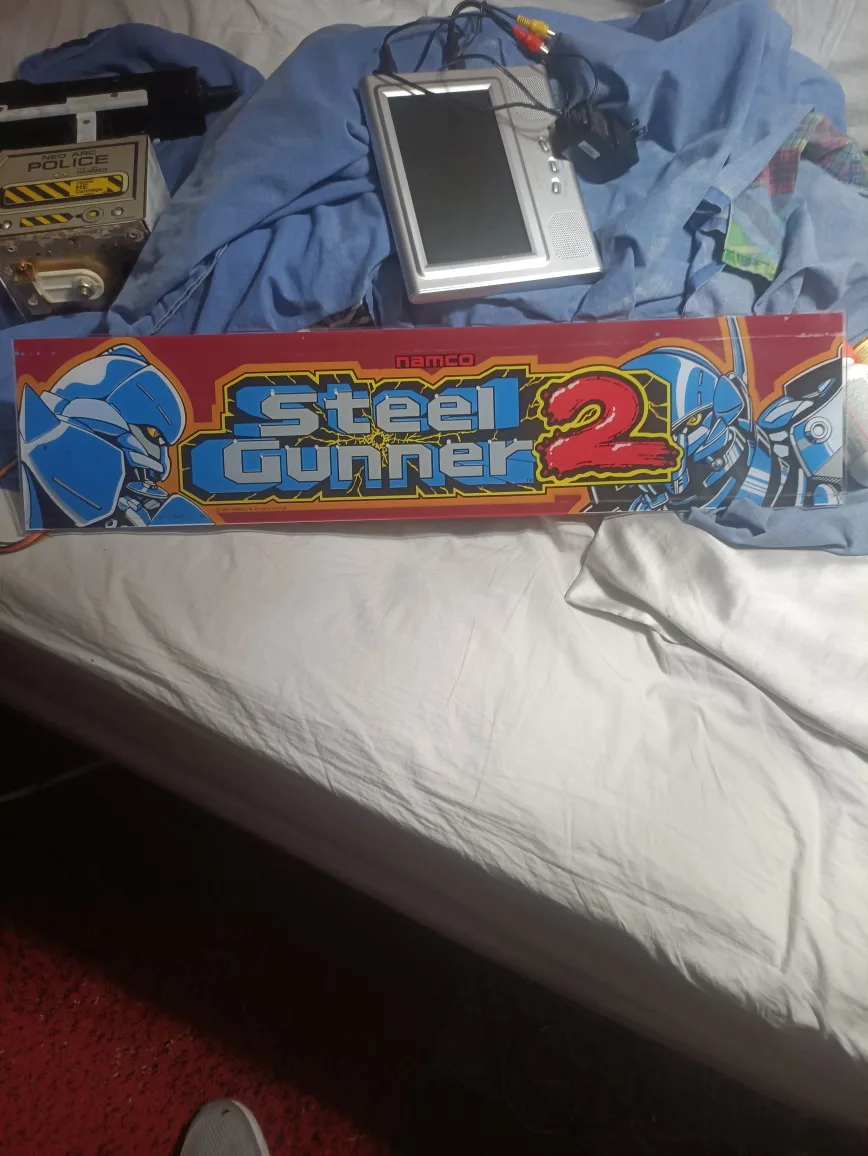 NEO ARC
POLICE
namco
Steel
Gunner 2